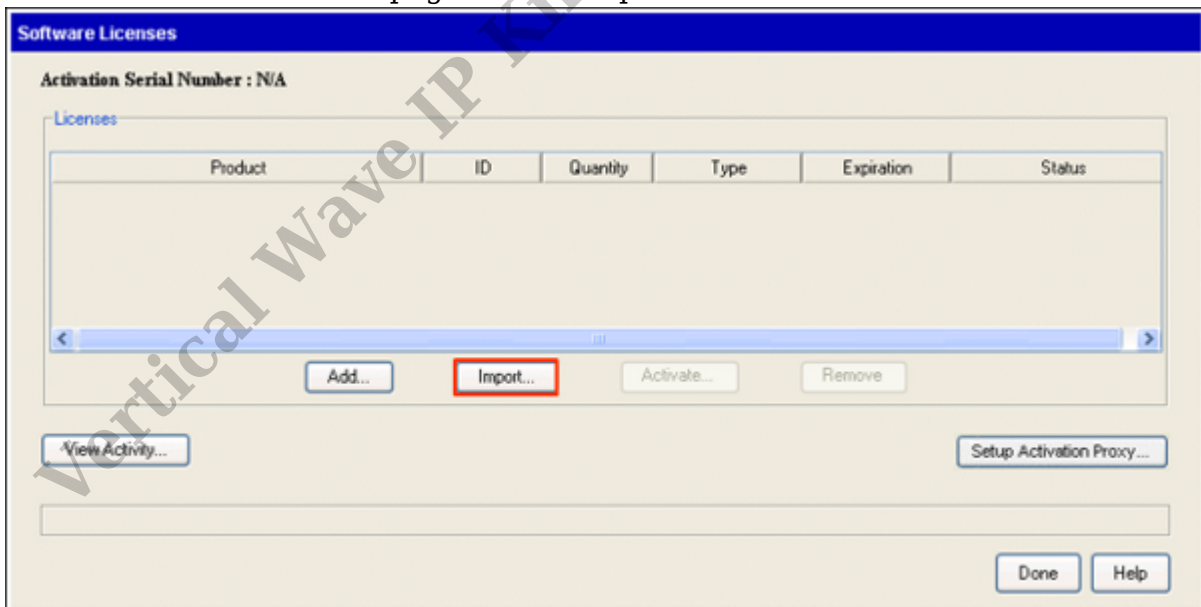 Software Licenses
Activation Serial Number : N/A
Licenses
Product ID Quantity Type Expiration Status
Add... Import... Activate... Remove
View Activity... Setup Activation Proxy...
Done Help
Vertical Wave IP